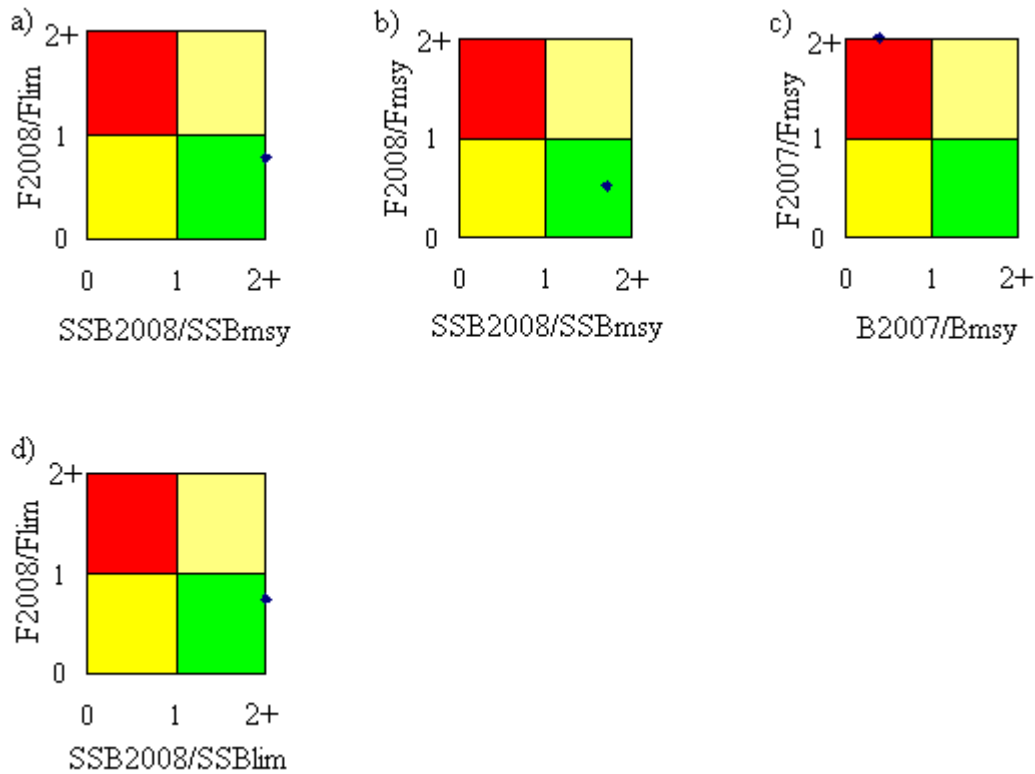 a)
2+
F2008/Flim
1
0
0 1 2+
SSB2008/SSBmsy
b)
2+
F2008/Fmsy
1
0
0 1 2+
SSB2008/SSBmsy
c)
2+
F2007/Fmsy
1
0
0 1 2+
B2007/Bmsy
d)
2+
F2008/Flim
1
0
0 1 2+
SSB2008/SSBlim